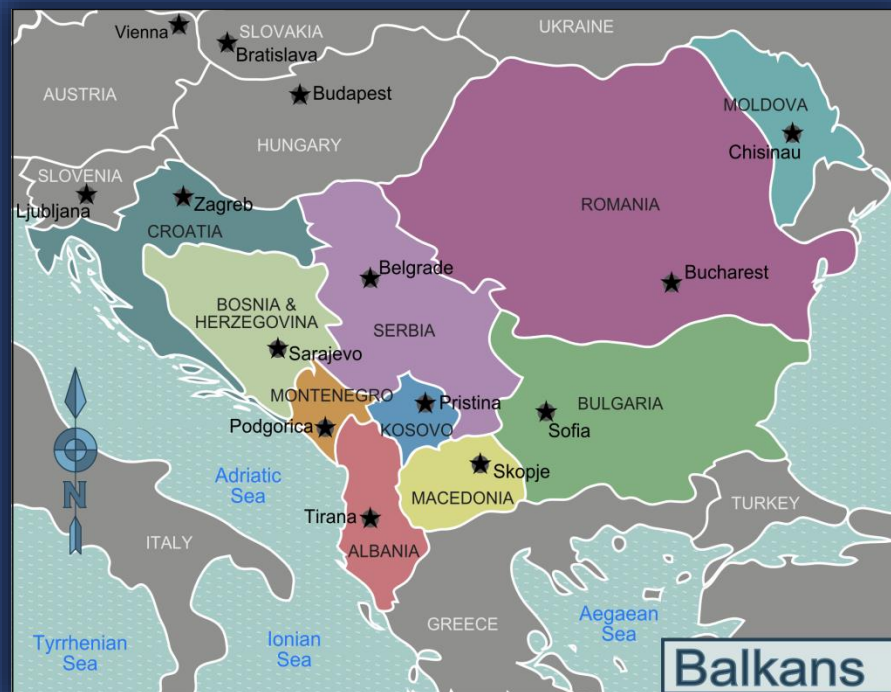 Vienna
SLOVAKIA
Bratislava
UKRAINE
AUSTRIA
Budapest
HUNGARY
MOLDOVA
Chisinau
SLOVENIA
Ljubljana
Zagreb
CROATIA
ROMANIA
Belgrade
Bucharest
BOSNIA &
HERZEGOVINA
SERBIA
Sarajevo
MONTENEGRO
Pristina
BULGARIA
Podgorica
KOSOVO
Sofia
Adriatic
Sea
Skopje
MACEDONIA
TURKEY
N
Tirana
ITALY
ALBANIA
Aegaean
Sea
GREECE
Tyrrhenian
Sea
Ionian
Sea
Balkans